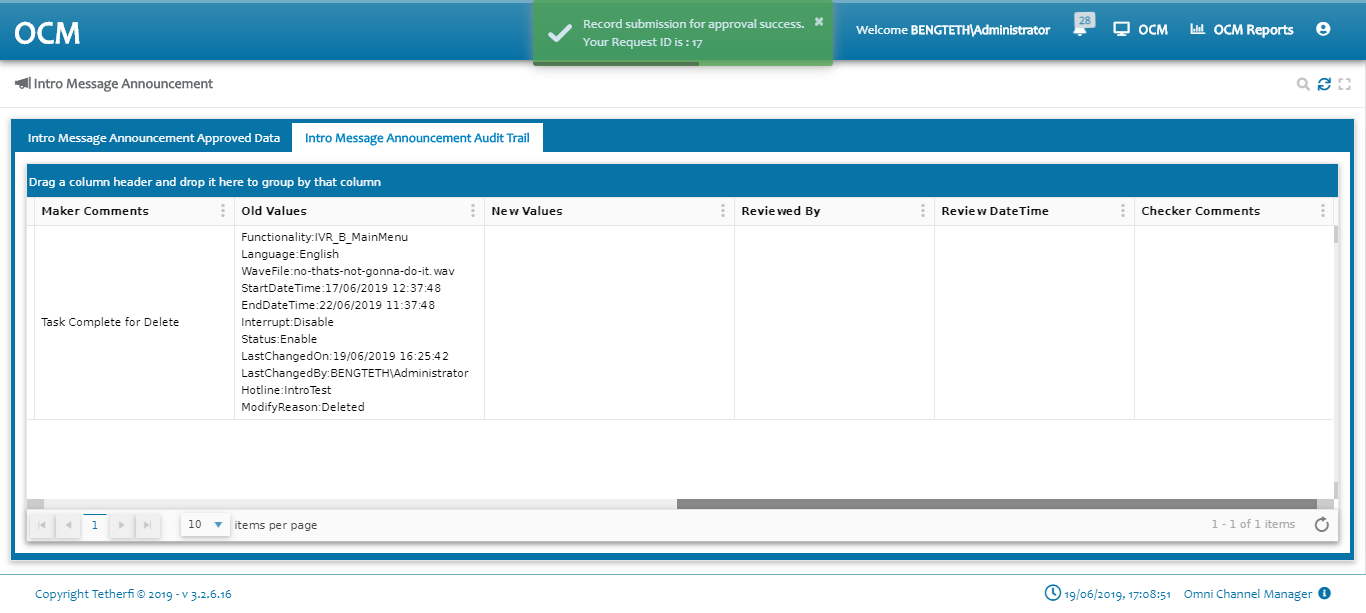 OCM
Record submission for approval success.
Your Request ID is : 17
Welcome BENGTETH\Administrator
28
OCM
OCM Reports
Intro Message Announcement
Intro Message Announcement Approved Data
Intro Message Announcement Audit Trail
Drag a column header and drop it here to group by that column
Maker Comments
Old Values
New Values
Reviewed By
Review DateTime
Checker Comments
Task Complete for Delete
Functionality:IVR_B_MainMenu
Language:English
WaveFile:no-thats-not-gonna-do-it.wav
StartDateTime:17/06/2019 12:37:48
EndDateTime:22/06/2019 11:37:48
Interrupt:Disable
Status:Enable
LastChangedOn:19/06/2019 16:25:42
LastChangedBy:BENGTETH\Administrator
Hotline:IntroTest
ModifyReason:Deleted
1
10
items per page
1 - 1 of 1 items
Copyright Tetherfi © 2019 - v 3.2.6.16
19/06/2019, 17:08:51
Omni Channel Manager